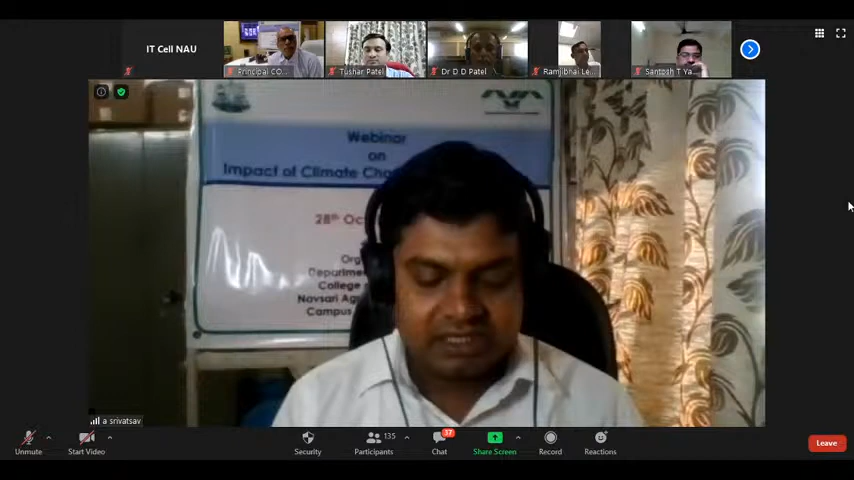 IT Cell NAU
Principal CO...
Tushar Patel
Dr D D Patel
Ramjibhai Le...
Santosh T Ya...
Webinar
on
Impact of Climate Cha
28th Oc
Org
Departme
College
Navsari Ag
Campus
a srivatsav
Unmute
Start Video
Security
Participants
135
Chat
37
Share Screen
Record
Reactions
Leave